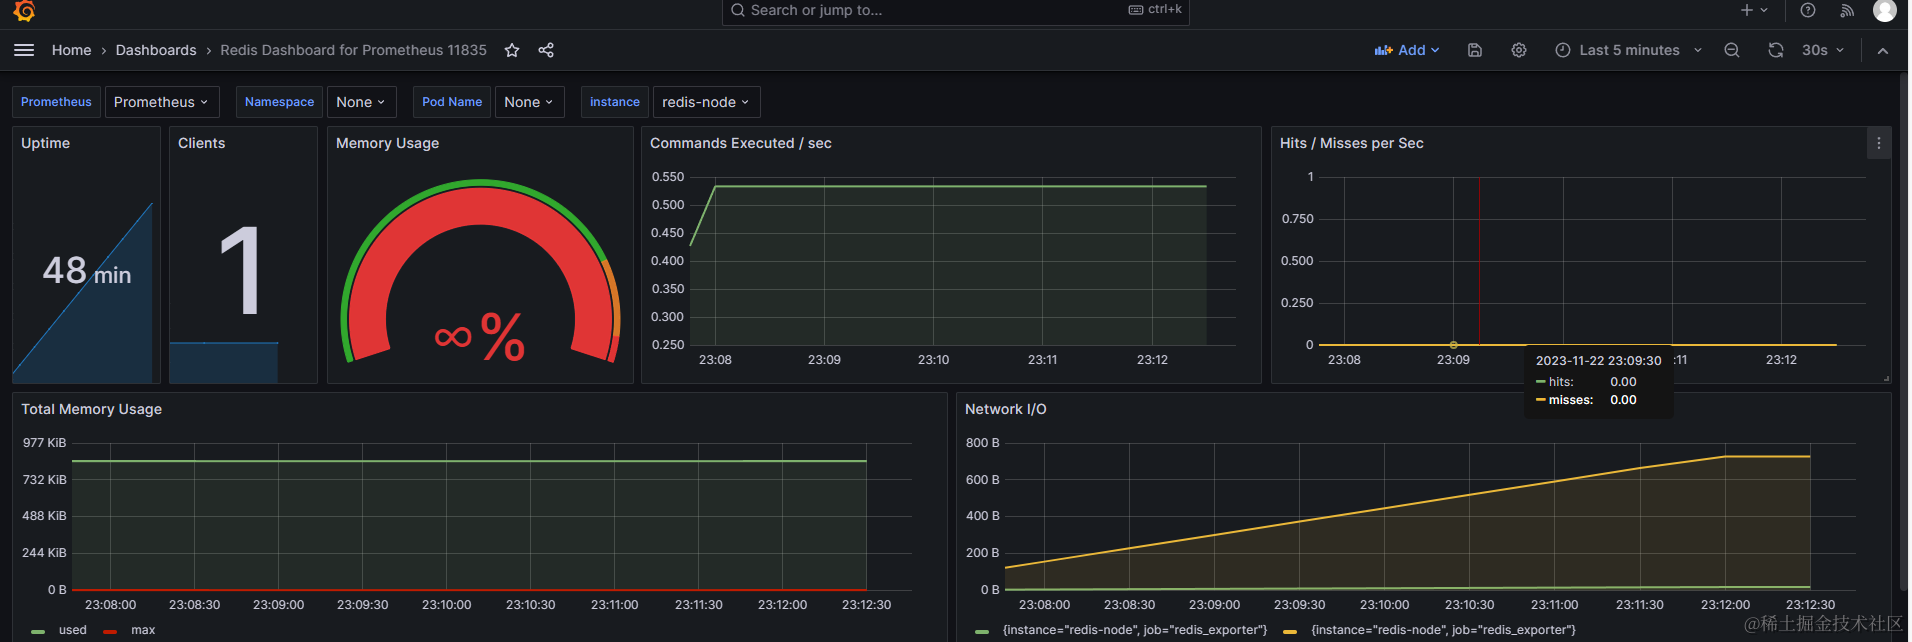 Search or jump to... ctrl+k
Home › Dashboards › Redis Dashboard for Prometheus 11835 Add Last 5 minutes 30s
Prometheus Prometheus Namespace None Pod Name None instance redis-node
Uptime
48 min
Clients
1
Memory Usage
∞%
Commands Executed / sec
0.550
0.500
0.450
0.400
0.350
0.300
0.250
23:08 23:09 23:10 23:11 23:12
Hits / Misses per Sec
1
0.750
0.500
0.250
0
23:08 23:09 :11 23:12
2023-11-22 23:09:30
hits: 0.00
misses: 0.00
Total Memory Usage
977 KiB
732 KiB
488 KiB
244 KiB
0 B
23:08:00 23:08:30 23:09:00 23:09:30 23:10:00 23:10:30 23:11:00 23:11:30 23:12:00 23:12:30
used max
Network I/O
800 B
600 B
400 B
200 B
0 B
23:08:00 23:08:30 23:09:00 23:09:30 23:10:00 23:10:30 23:11:00 23:11:30 23:12:00 23:12:30
{instance="redis-node", job="redis_exporter"} {instance="redis-node", job="redis_exporter"}
@稀土掘金技术社区